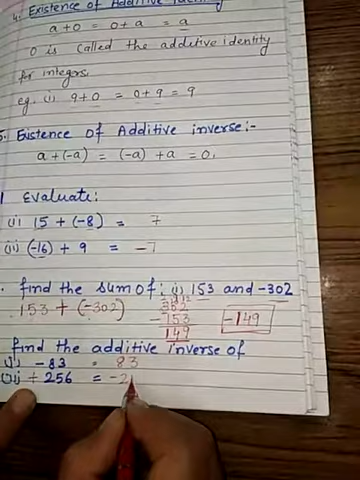 4. Existence of Additive
a+0 = 0+a = a
0 is called the additive identity
for integers.
eg. (i) 9+0 = 0+9 = 9
5. Existence of Additive inverse:-
a+(-a) = (-a)+a = 0.
Evaluate:
(i) 15 + (-8) = 7
(ii) (-16) + 9 = -7
find the sum of: (i) 153 and -302
153 + (-302)
-153
149
-149
find the additive inverse of
(i) -83 = 83
(ii) + 256 = -2